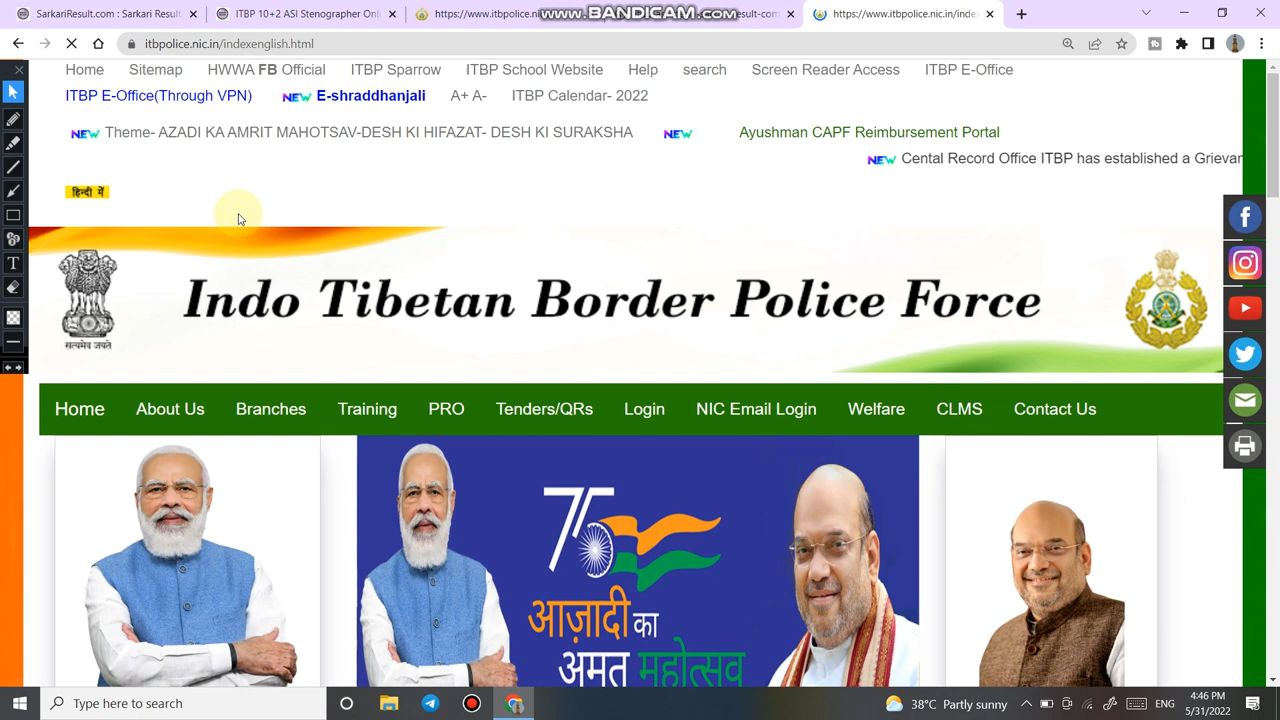 SarkariResult.com : Sarkari Result
ITBP 10+2 ASI Stenographer Onli
https://www.itbpolice.ni
www.BANDICAM.com
esult-com
https://www.itbpolice.nic.in/index
itbpolice.nic.in/indexenglish.html
Home Sitemap HWWA FB Official ITBP Sparrow ITBP School Website Help search Screen Reader Access ITBP E-Office
ITBP E-Office(Through VPN) NEW E-shraddhanjali A+ A- ITBP Calendar- 2022
NEW Theme- AZADI KA AMRIT MAHOTSAV-DESH KI HIFAZAT- DESH KI SURAKSHA NEW Ayushman CAPF Reimbursement Portal
NEW Cental Record Office ITBP has established a Grievan
हिन्दी में
Indo Tibetan Border Police Force
सत्यमेव जयते
Home About Us Branches Training PRO Tenders/QRs Login NIC Email Login Welfare CLMS Contact Us
75
आज़ादी का
अमृत महोत्सव
Type here to search
38°C Partly sunny
ENG
4:46 PM
5/31/2022